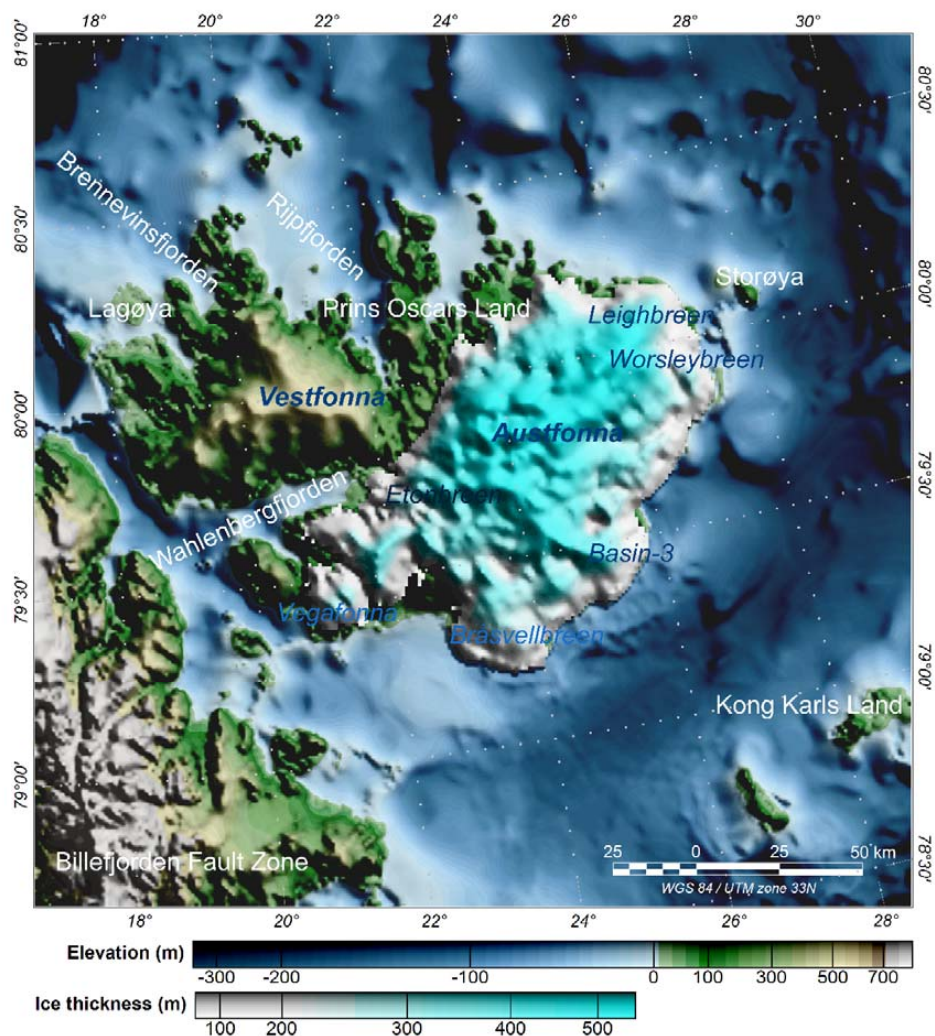 18° 20° 22° 24° 26° 28° 30°
81°00'
80°30'
80°30'
Brennevinsfjorden
Rijpfjorden
80°00'
Storøya
Lagøya
Prins Oscars Land
Leighbreen
Worsleybreen
Vestfonna
80°00'
Austfonna
79°30'
Etonbreen
Wahlenbergfjorden
Basin-3
79°30'
Vegafonna
Bråsvellbreen
79°00'
Kong Karls Land
79°00'
78°30'
Billefjorden Fault Zone
25 0 25 50 km
WGS 84 / UTM zone 33N
18° 20° 22° 24° 26° 28°
Elevation (m)
-300 -200 -100 0 100 300 500 700
Ice thickness (m)
100 200 300 400 500